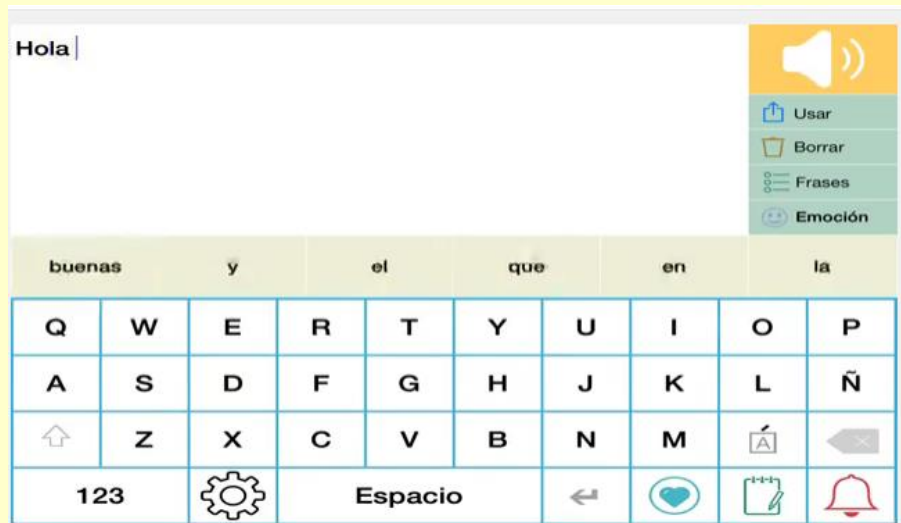 Hola
Usar
Borrar
Frases
Emoción
buenas y el que en la
Q W E R T Y U I O P
A S D F G H J K L Ñ
Z X C V B N M Á
123 Espacio